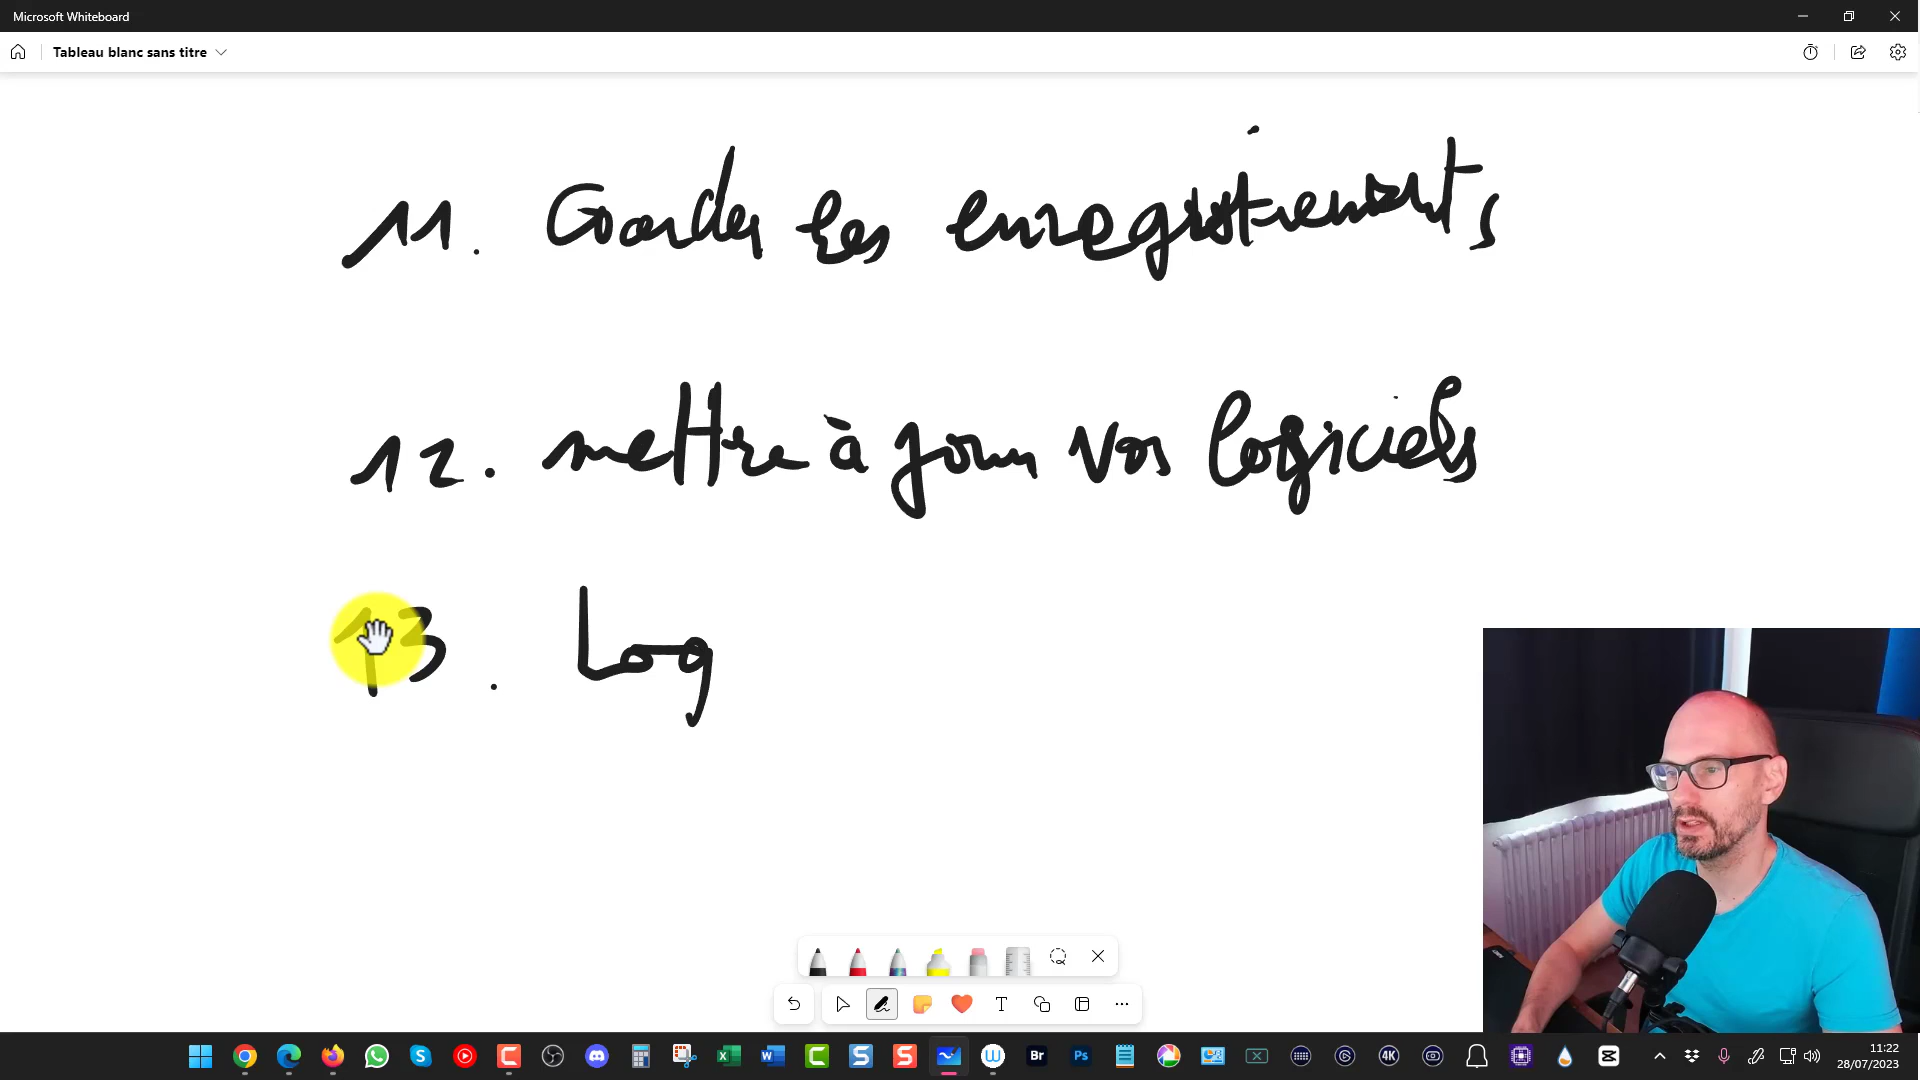 Microsoft Whiteboard
Tableau blanc sans titre
11. Garder les enregistrements
12. mettre à jour vos logiciels
13. Log
11:22
28/07/2023